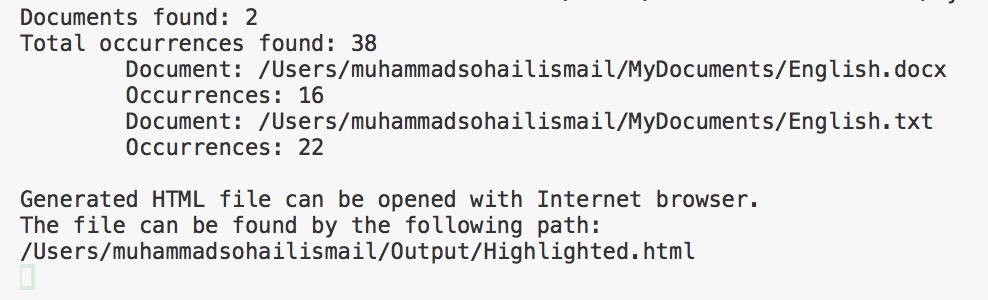 Documents found: 2
Total occurrences found: 38
Document: /Users/muhammadsohailismail/MyDocuments/English.docx
Occurrences: 16
Document: /Users/muhammadsohailismail/MyDocuments/English.txt
Occurrences: 22
Generated HTML file can be opened with Internet browser.
The file can be found by the following path:
/Users/muhammadsohailismail/Output/Highlighted.html